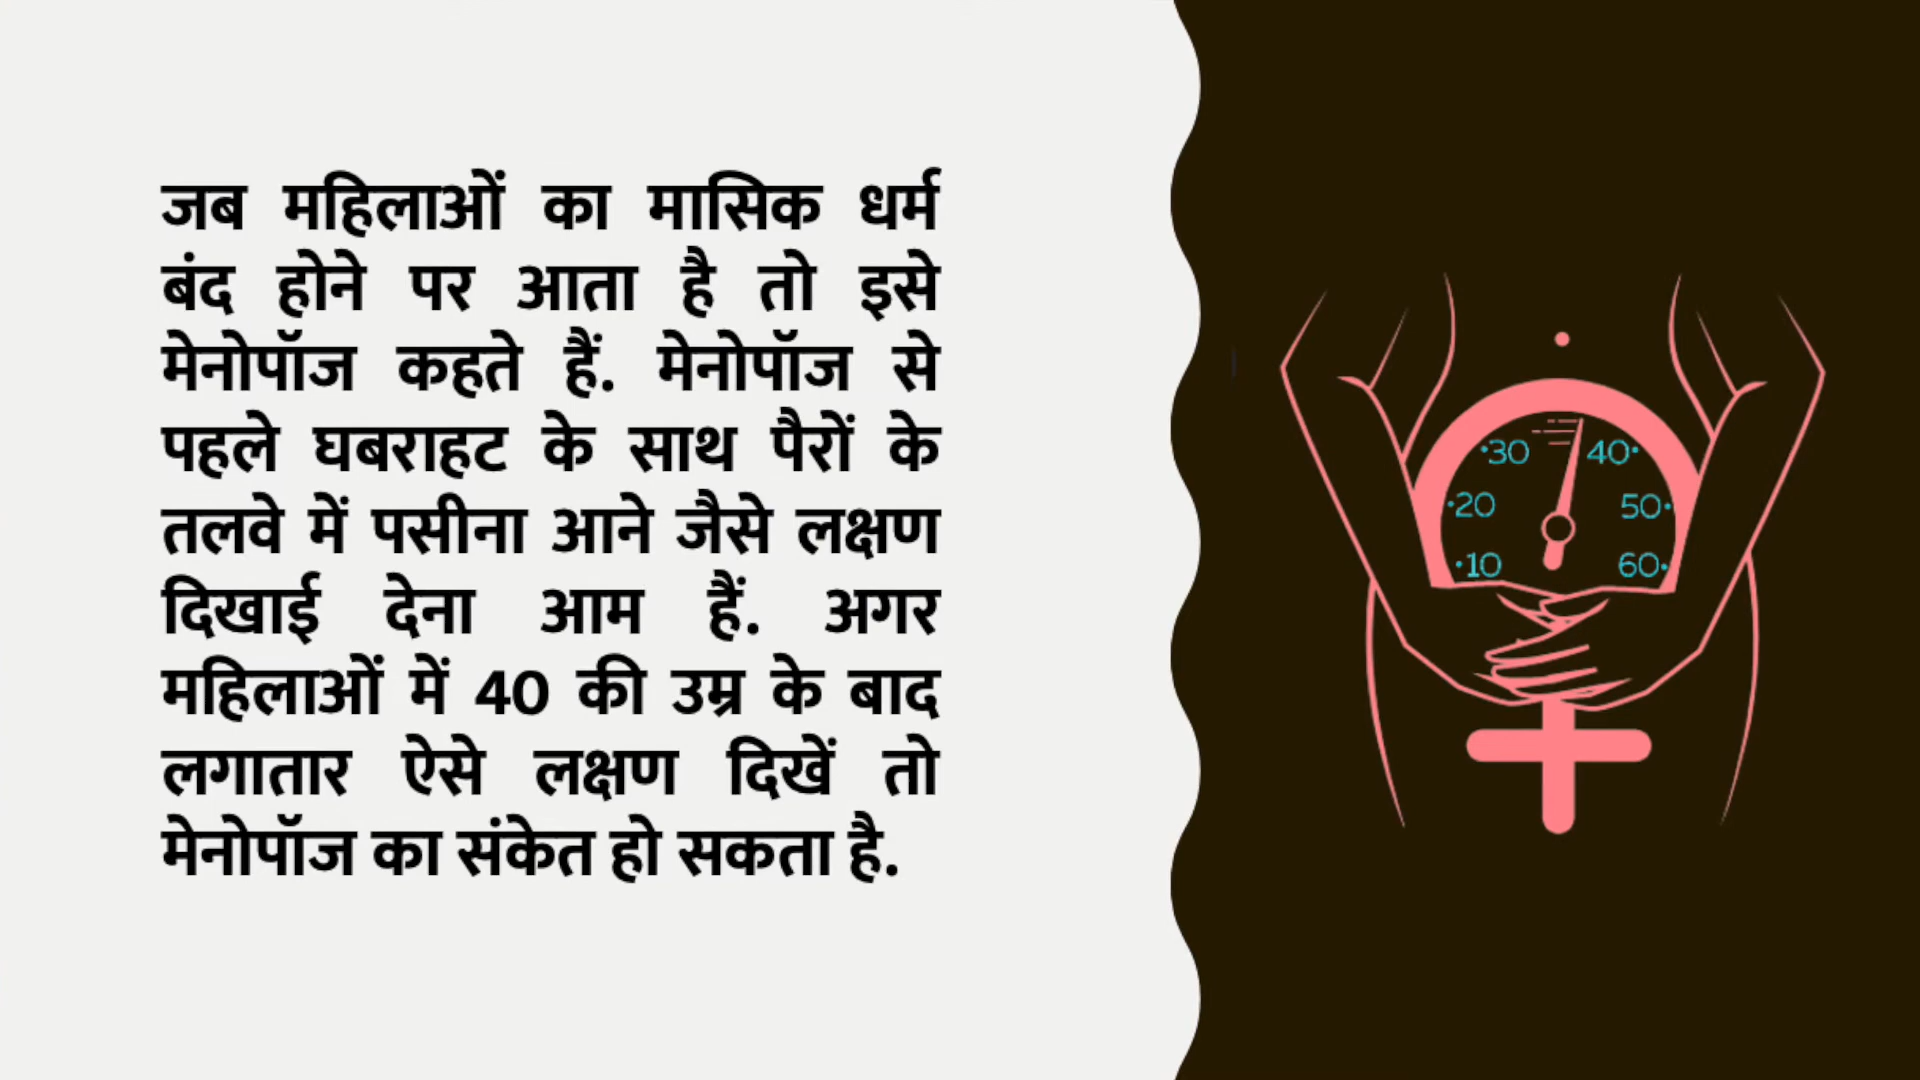 जब महिलाओं का मासिक धर्म
बंद होने पर आता है तो इसे
मेनोपॉज कहते हैं. मेनोपॉज से
पहले घबराहट के साथ पैरों के
तलवे में पसीना आने जैसे लक्षण
दिखाई देना आम हैं. अगर
महिलाओं में 40 की उम्र के बाद
लगातार ऐसे लक्षण दिखें तो
मेनोपॉज का संकेत हो सकता है.
30 40
20 50
10 60